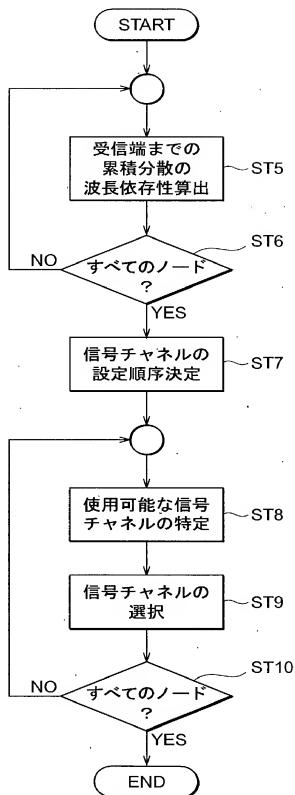 START
受信端までの
累積分散の
波長依存性算出
ST5
ST6
すべてのノード
?
NO
YES
信号チャネルの
設定順序決定
ST7
使用可能な信号
チャネルの特定
ST8
信号チャネルの
選択
ST9
ST10
すべてのノード
?
NO
YES
END